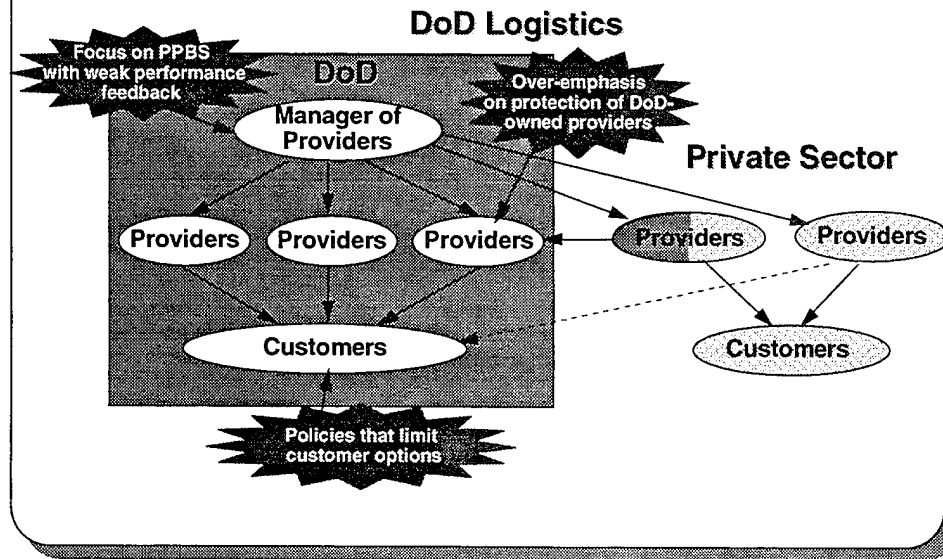 DoD Logistics
Focus on PPBS
with weak performance
feedback
DoD
Over-emphasis
on protection of DoD-
owned providers
Manager of
Providers
Private Sector
Providers
Providers
Providers
Providers
Providers
Customers
Customers
Policies that limit
customer options